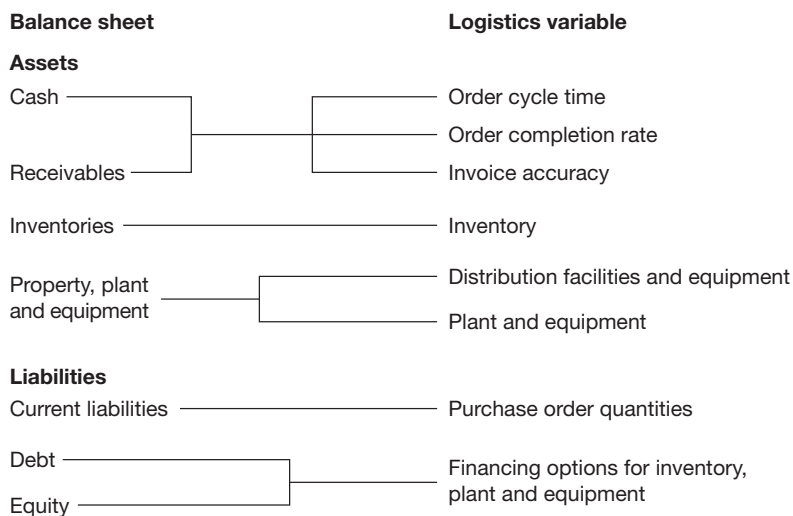 Balance sheet
Logistics variable
Assets
Cash
Order cycle time
Order completion rate
Receivables
Invoice accuracy
Inventories
Inventory
Property, plant
and equipment
Distribution facilities and equipment
Plant and equipment
Liabilities
Current liabilities
Purchase order quantities
Debt
Equity
Financing options for inventory,
plant and equipment